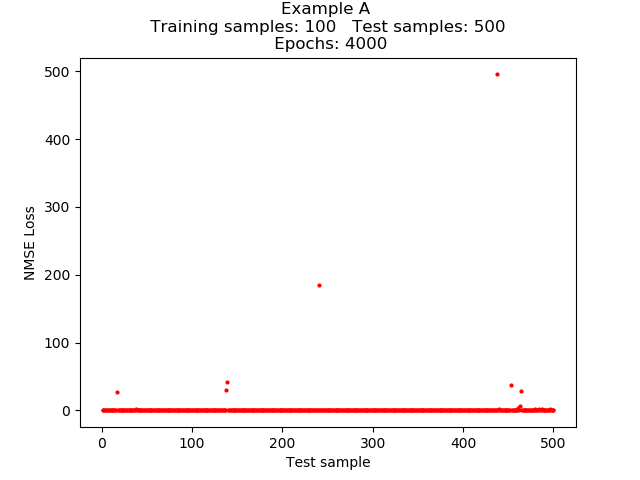 Example A
Training samples: 100   Test samples: 500
Epochs: 4000
500
400
300
200
100
0
NMSE Loss
0 100 200 300 400 500
Test sample